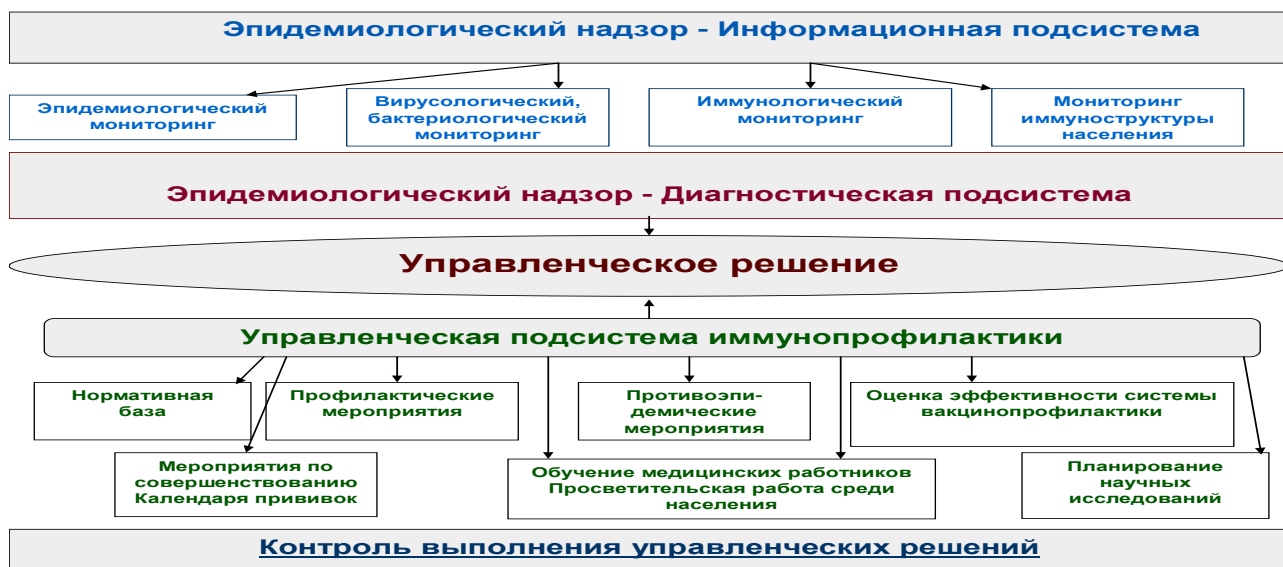 Эпидемиологический надзор - Информационная подсистема
Эпидемиологический
мониторинг
Вирусологический,
бактериологический
мониторинг
Иммунологический
мониторинг
Мониторинг
иммуноструктуры
населения
Эпидемиологический надзор - Диагностическая подсистема
Управленческое решение
Управленческая подсистема иммунопрофилактики
Нормативная
база
Профилактические
мероприятия
Противоэпи-
демические
мероприятия
Оценка эффективности системы
вакцинопрофилактики
Мероприятия по
совершенствованию
Календаря прививок
Обучение медицинских работников
Просветительская работа среди
населения
Планирование
научных
исследований
Контроль выполнения управленческих решений